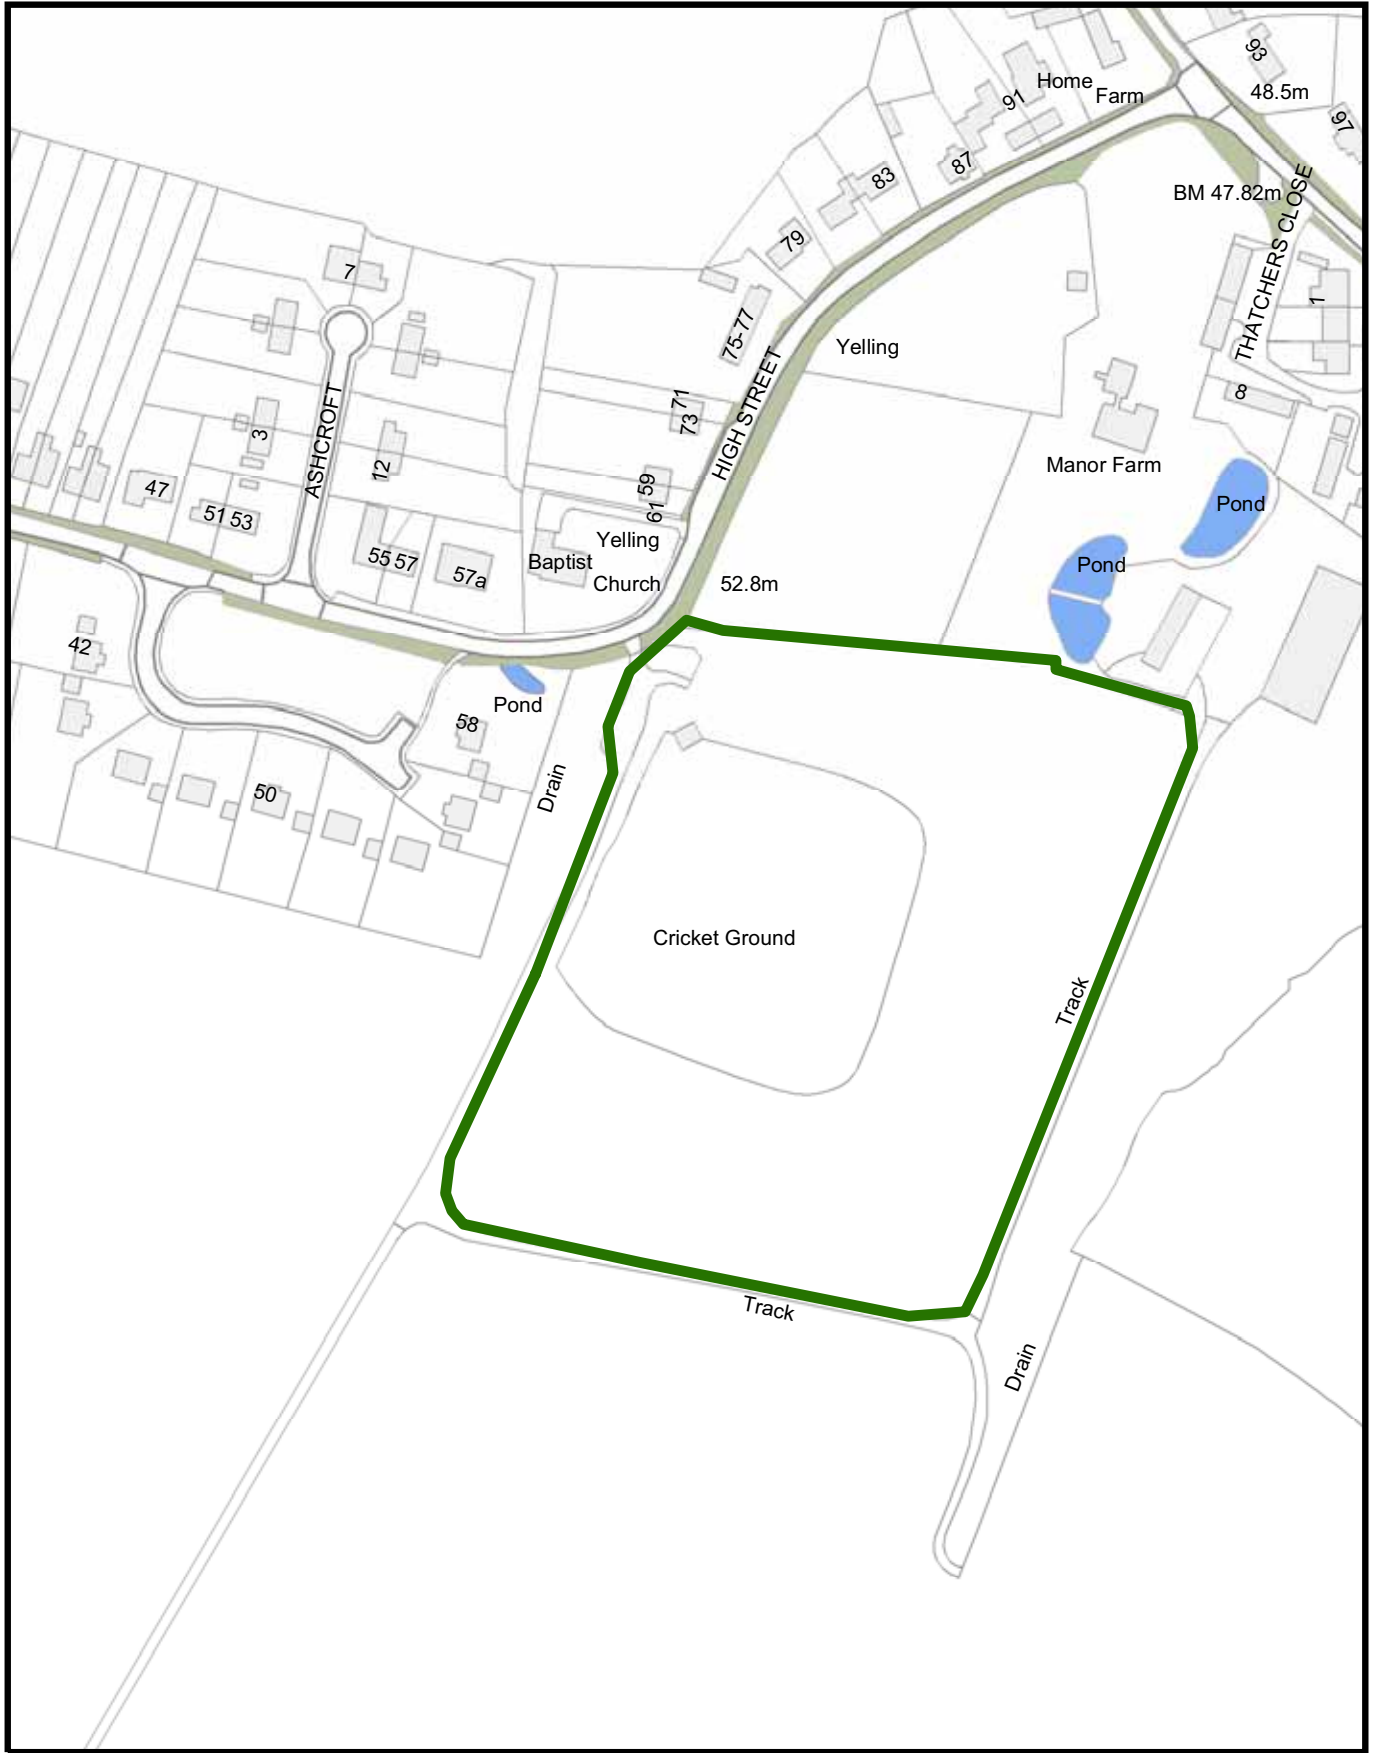 93
Home
Farm
48.5m
91
97
87
83
BM 47.82m
THATCHERS CLOSE
79
7
1
75-77
Yelling
HIGH STREET
71
73
ASHCROFT
3
12
8
Manor Farm
47
51 53
59
61
Pond
Yelling
Baptist
Church
55 57
57a
Pond
52.8m
42
Pond
58
Drain
50
Cricket Ground
Track
Track
Drain